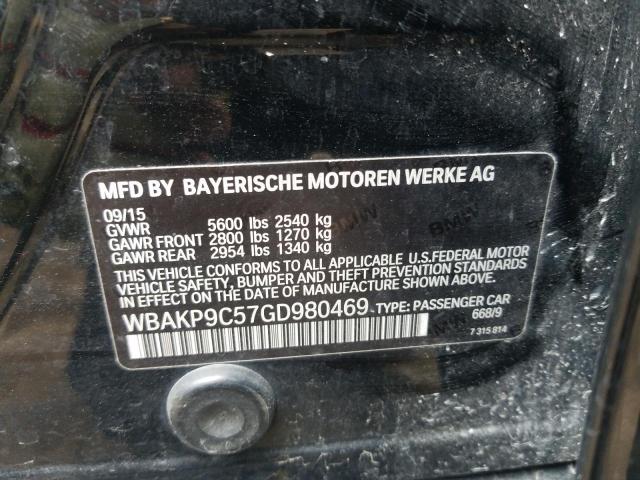 MFD BY BAYERISCHE MOTOREN WERKE AG
09/15
GVWR 5600 lbs 2540 kg
GAWR FRONT 2800 lbs 1270 kg
GAWR REAR 2954 lbs 1340 kg
THIS VEHICLE CONFORMS TO ALL APPLICABLE U.S.FEDERAL MOTOR
VEHICLE SAFETY, BUMPER AND THEFT PREVENTION STANDARDS
IN EFFECT ON THE DATE OF MANUFACTURE SHOWN ABOVE.
WBAKP9C57GD980469 TYPE: PASSENGER CAR
668/9
7 315 814